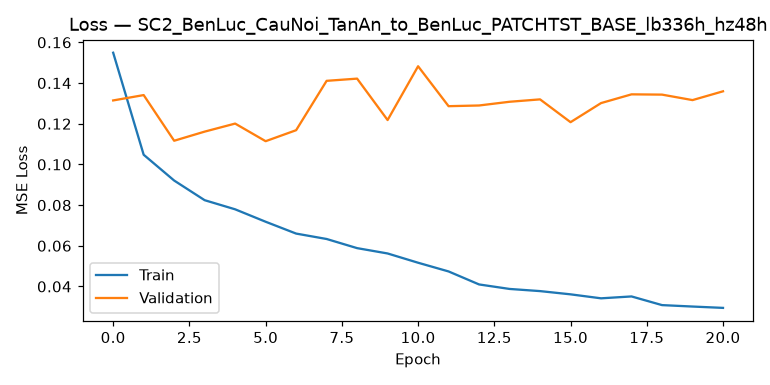 Loss — SC2_BenLuc_CauNoi_TanAn_to_BenLuc_PATCHTST_BASE_lb336h_hz48h
0.16
0.14
0.12
0.10
0.08
0.06
0.04
MSE Loss
Train
Validation
0.0 2.5 5.0 7.5 10.0 12.5 15.0 17.5 20.0
Epoch